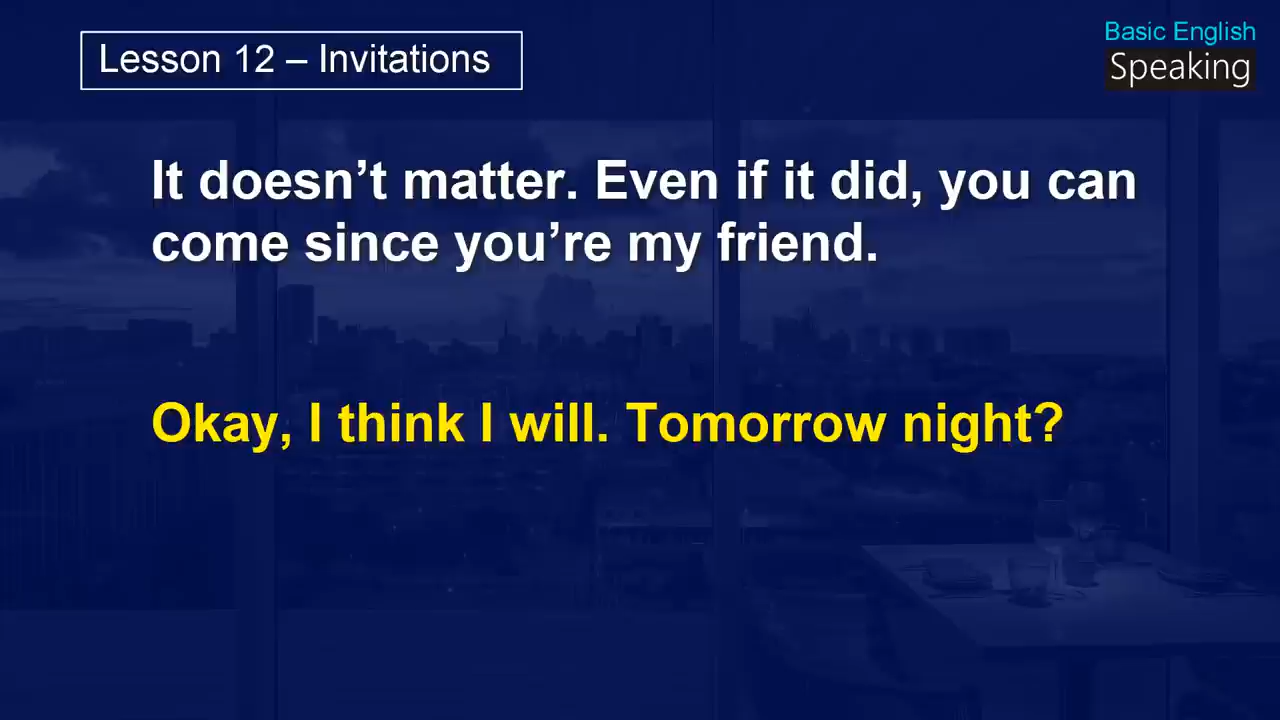 Lesson 12 – Invitations
Basic English
Speaking
It doesn’t matter. Even if it did, you can
come since you’re my friend.
Okay, I think I will. Tomorrow night?